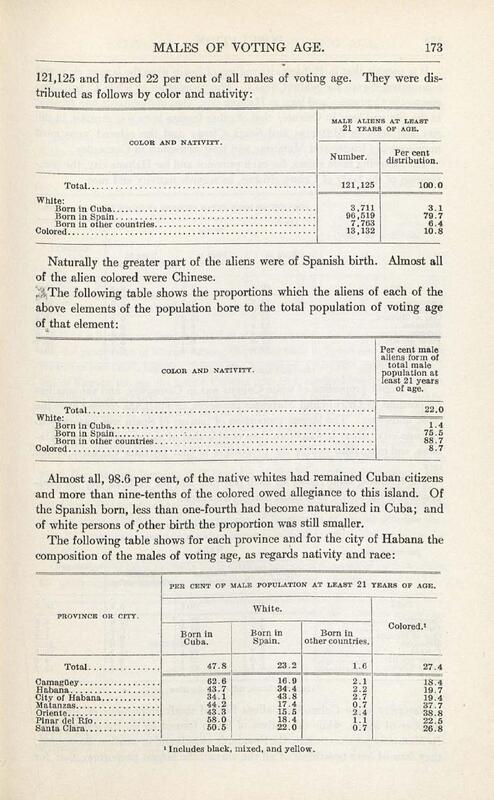 MALES OF VOTING AGE. 173
121,125 and formed 22 per cent of all males of voting age. They were dis-
tributed as follows by color and nativity:
COLOR AND NATIVITY.
MALE ALIENS AT LEAST
21 YEARS OF AGE.
Number.
Per cent
distribution.
Total 121,125 100.0
White:
Born in Cuba 3,711 3.1
Born in Spain 96,519 79.7
Born in other countries 7,763 6.4
Colored 13,132 10.8
Naturally the greater part of the aliens were of Spanish birth. Almost all
of the alien colored were Chinese.
The following table shows the proportions which the aliens of each of the
above elements of the population bore to the total population of voting age
of that element:
COLOR AND NATIVITY.
Per cent male
aliens form of
total male
population at
least 21 years
of age.
Total 22.0
White:
Born in Cuba 1.4
Born in Spain 75.5
Born in other countries 88.7
Colored 8.7
Almost all, 98.6 per cent, of the native whites had remained Cuban citizens
and more than nine-tenths of the colored owed allegiance to this island. Of
the Spanish born, less than one-fourth had become naturalized in Cuba; and
of white persons of other birth the proportion was still smaller.
The following table shows for each province and for the city of Habana the
composition of the males of voting age, as regards nativity and race:
PROVINCE OR CITY.
PER CENT OF MALE POPULATION AT LEAST 21 YEARS OF AGE.
White.
Colored.¹
Born in
Cuba.
Born in
Spain.
Born in
other countries.
Total 47.8 23.2 1.6 27.4
Camagüey 62.6 16.9 2.1 18.4
Habana 43.7 34.4 2.2 19.7
City of Habana 34.1 43.8 2.7 19.4
Matanzas 44.2 17.4 0.7 37.7
Oriente 43.3 15.5 2.4 38.8
Pinar del Río 58.0 18.4 1.1 22.5
Santa Clara 50.5 22.0 0.7 26.8
¹ Includes black, mixed, and yellow.